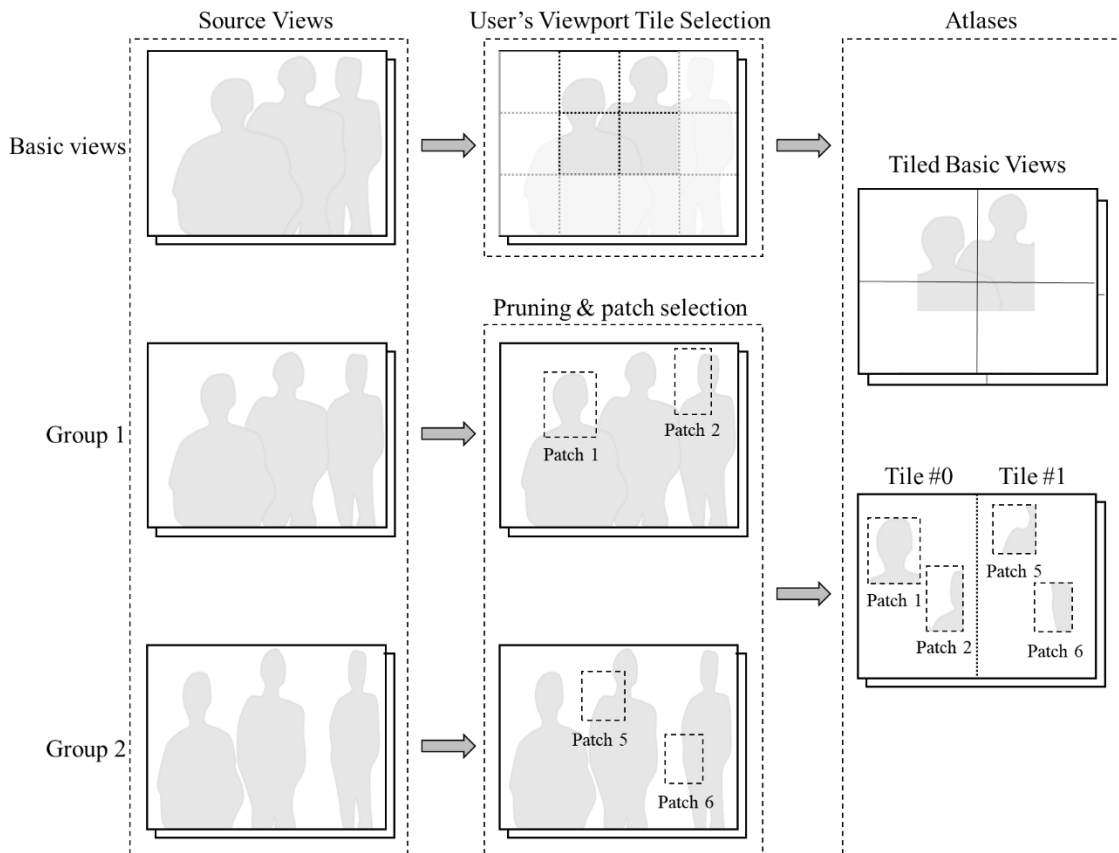 Source Views
User's Viewport Tile Selection
Atlases
Basic views
Tiled Basic Views
Pruning & patch selection
Group 1
Patch 1
Patch 2
Tile #0
Tile #1
Patch 1
Patch 2
Patch 5
Patch 6
Group 2
Patch 5
Patch 6